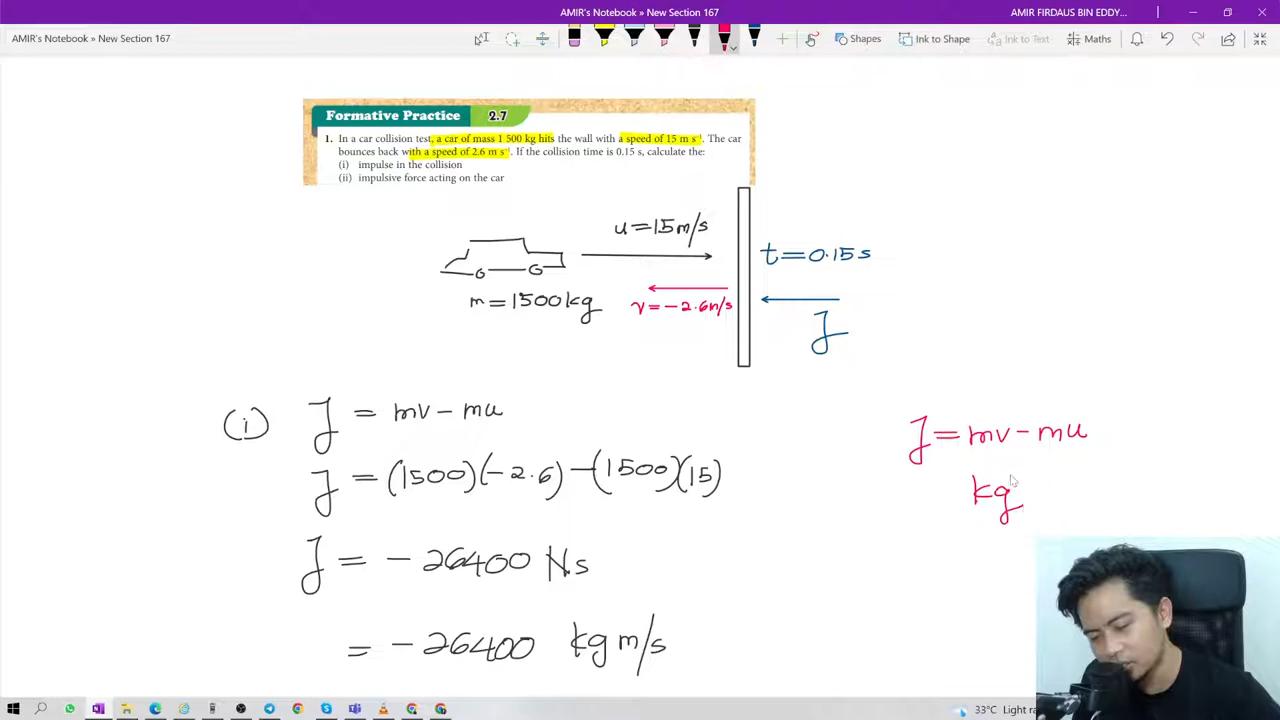 AMIR's Notebook » New Section 167
AMIR FIRDAUS BIN EDDY...
AMIR's Notebook » New Section 167
Shapes
Ink to Shape
Ink to Text
Maths
Formative Practice 2.7
1. In a car collision test, a car of mass 1 500 kg hits the wall with a speed of 15 m s⁻¹. The car
bounces back with a speed of 2.6 m s⁻¹. If the collision time is 0.15 s, calculate the:
(i) impulse in the collision
(ii) impulsive force acting on the car
u=15m/s
t=0.15s
m=1500kg
v=-2.6m/s
J
(i) J = mv - mu
J = (1500)(-2.6) - (1500)(15)
J = - 26400 Ns
= - 26400 kg m/s
J = mv - mu
kg
33°C Light ra